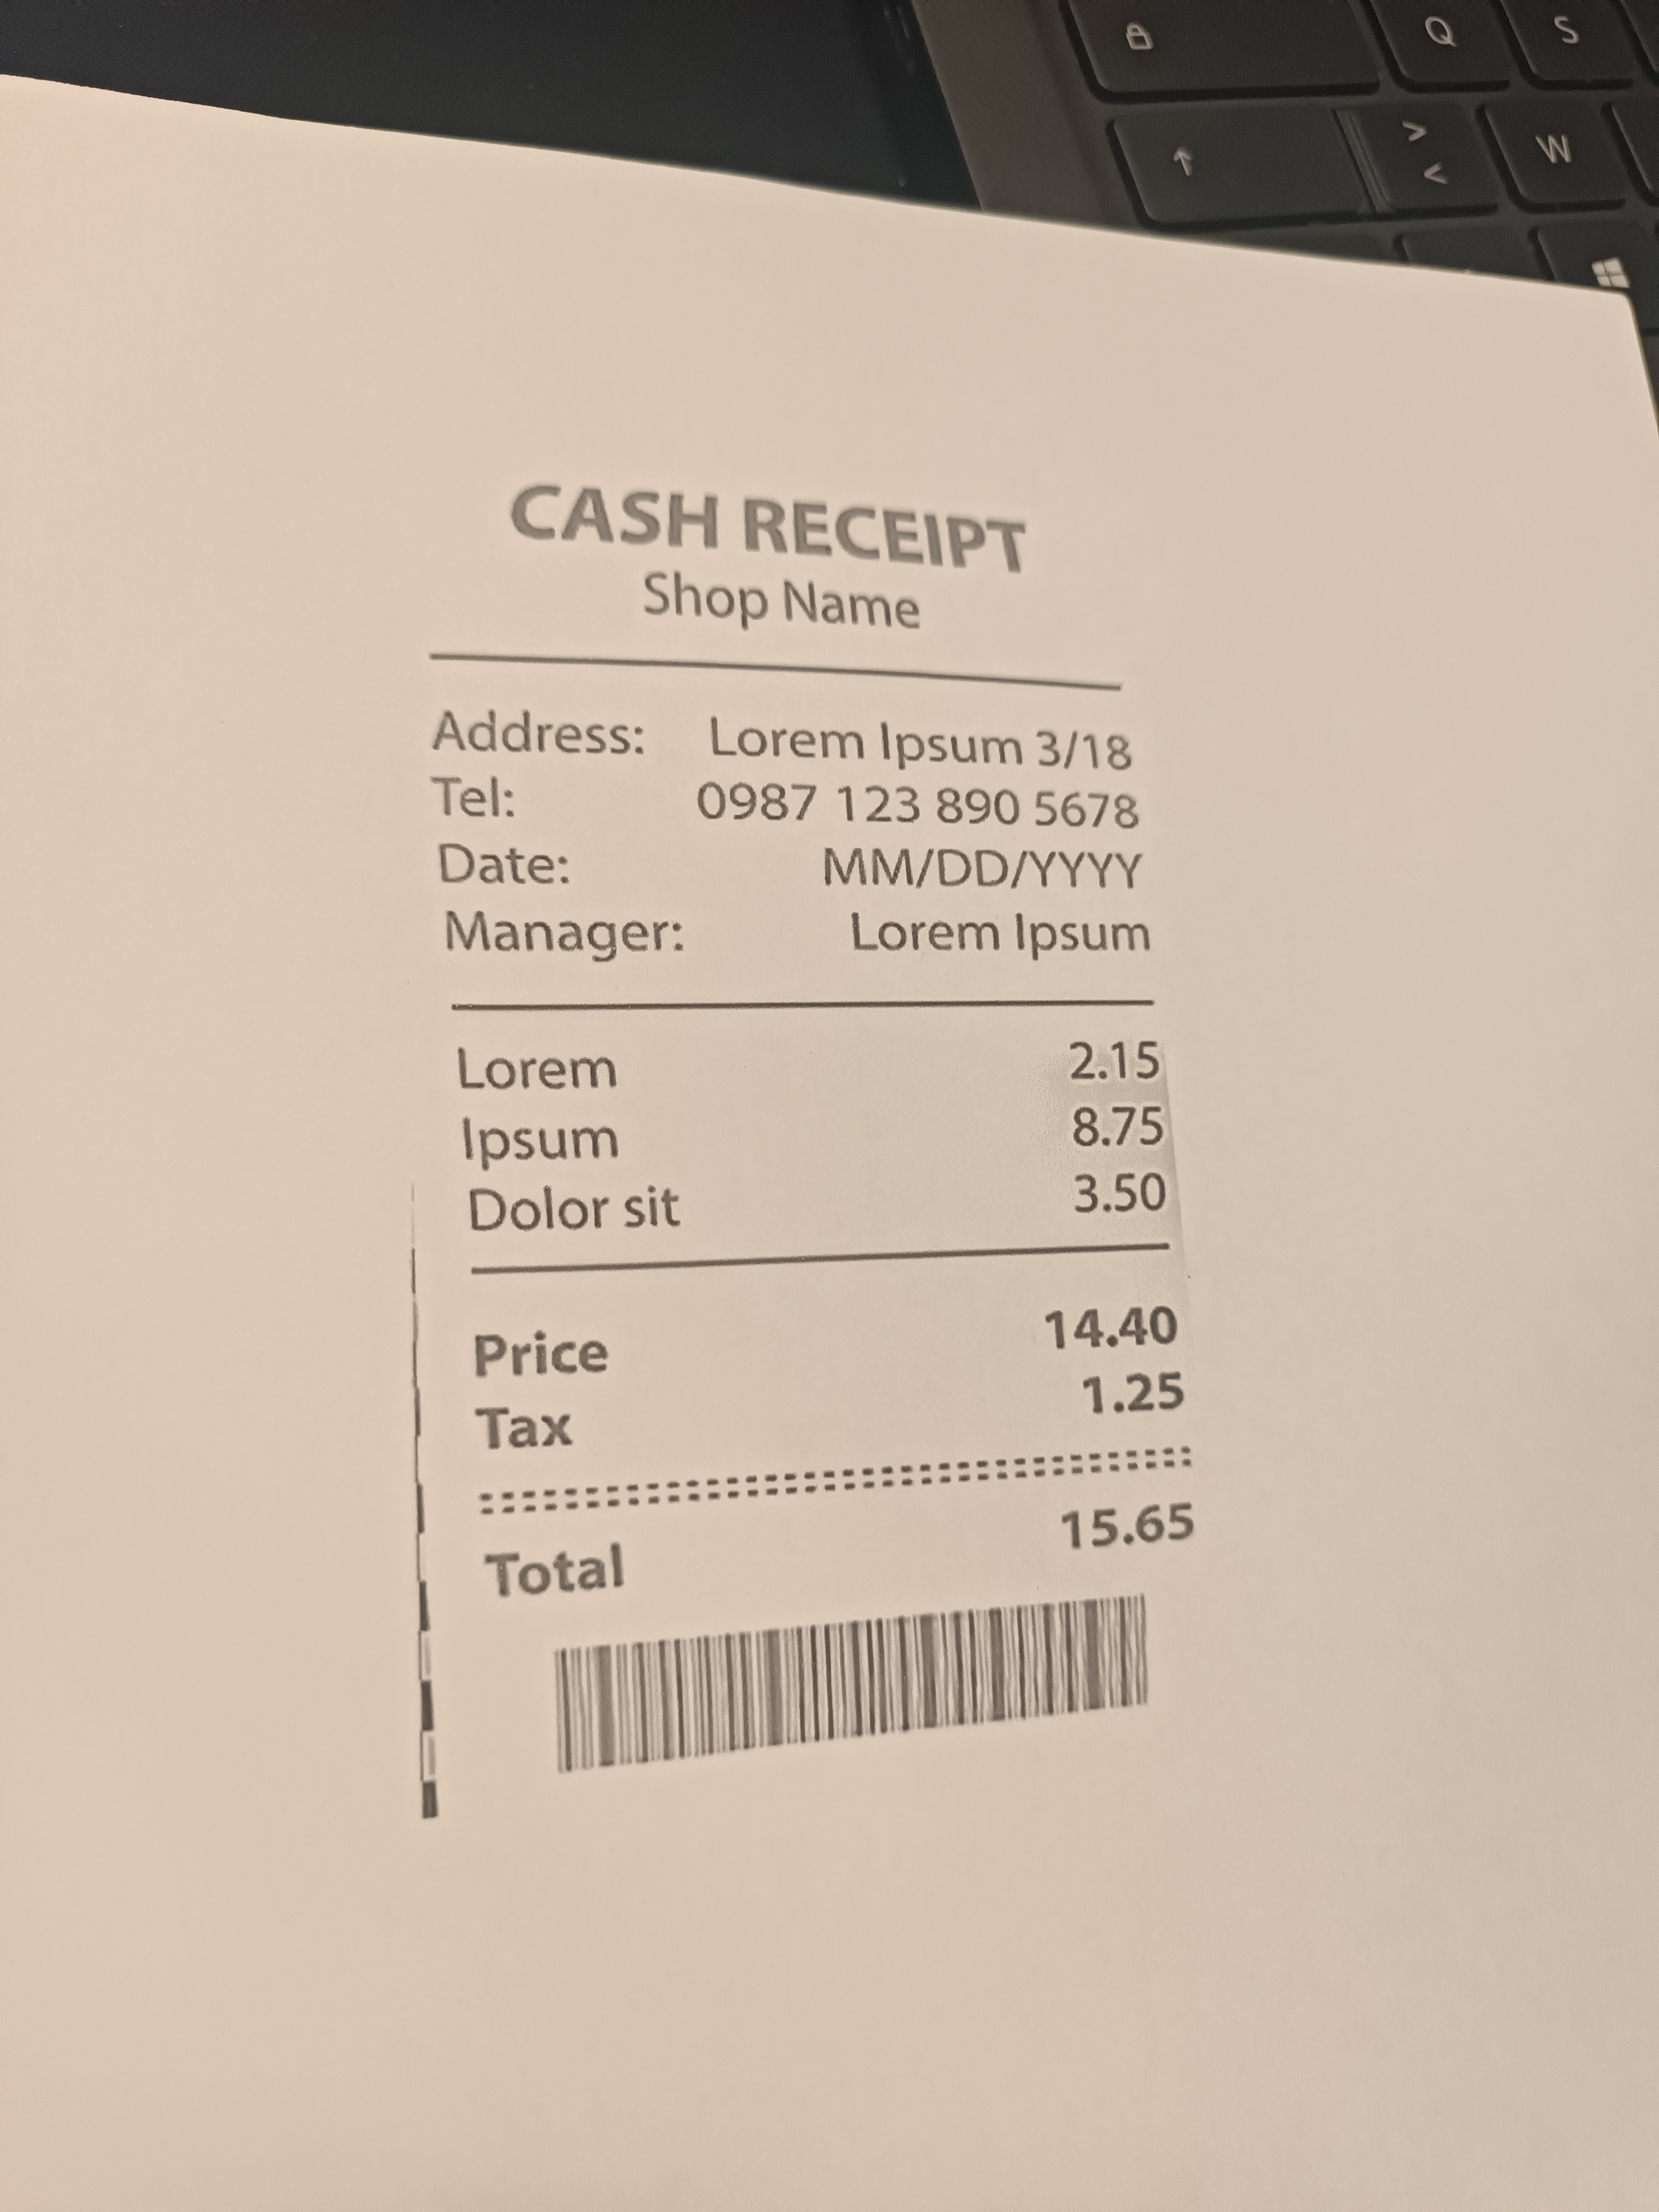 Q S
> W
<
CASH RECEIPT
Shop Name
Address: Lorem Ipsum 3/18
Tel: 0987 123 890 5678
Date: MM/DD/YYYY
Manager: Lorem Ipsum
Lorem 2.15
Ipsum 8.75
Dolor sit 3.50
Price 14.40
Tax 1.25
Total 15.65